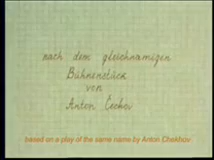 nach dem gleichnamigen
Bühnenstück
von
Anton Čechov
based on a play of the same name by Anton Chekhov